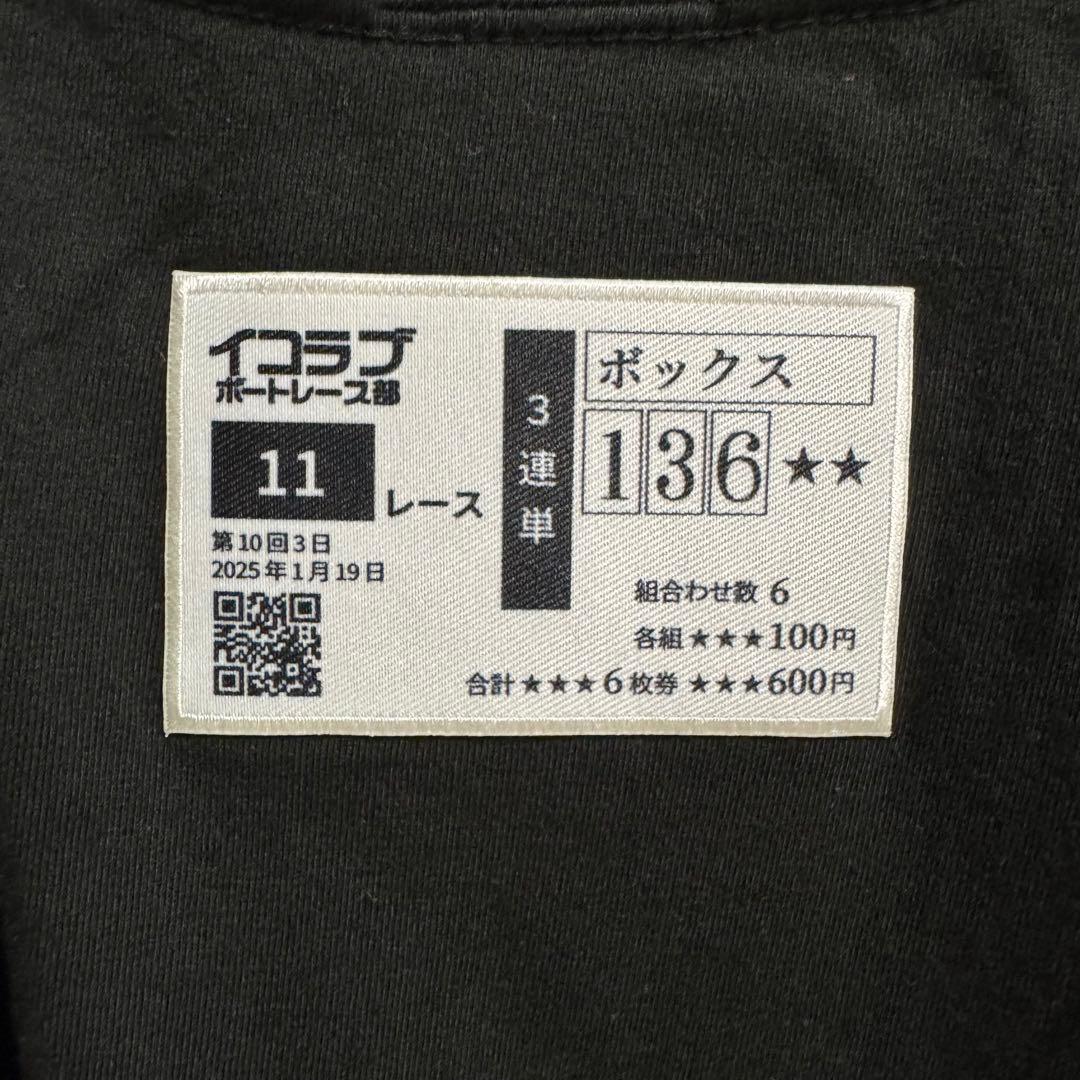 イコラブ
ボートレース部
11レース
第10回3日
2025年1月19日
3連単
ボックス
136★★
組合わせ数 6
各組★★★100円
合計★★★6枚券 ★★★600円